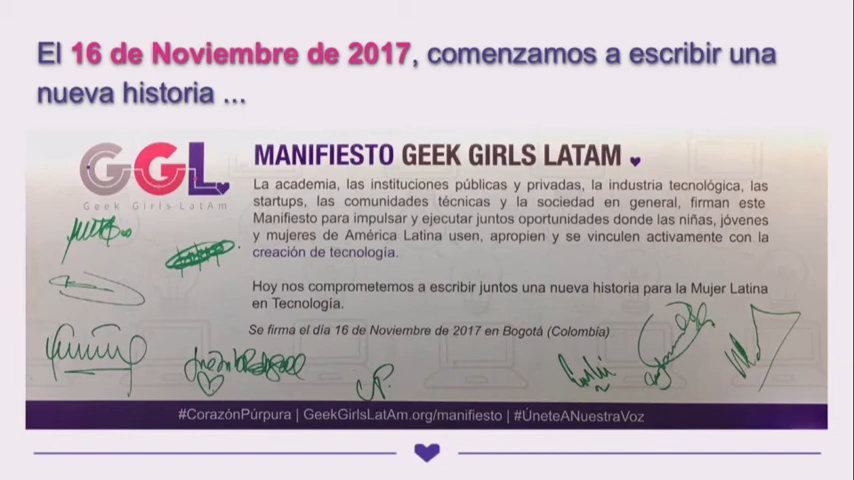 El 16 de Noviembre de 2017, comenzamos a escribir una
nueva historia ...
GGL
Geek Girls LatAm
MANIFIESTO GEEK GIRLS LATAM
La academia, las instituciones públicas y privadas, la industria tecnológica, las
startups, las comunidades técnicas y la sociedad en general, firman este
Manifiesto para impulsar y ejecutar juntos oportunidades donde las niñas, jóvenes
y mujeres de América Latina usen, apropien y se vinculen activamente con la
creación de tecnología.
Hoy nos comprometemos a escribir juntos una nueva historia para la Mujer Latina
en Tecnología.
Se firma el día 16 de Noviembre de 2017 en Bogotá (Colombia)
#CorazónPúrpura | GeekGirlsLatAm.org/manifiesto | #ÚneteANuestraVoz